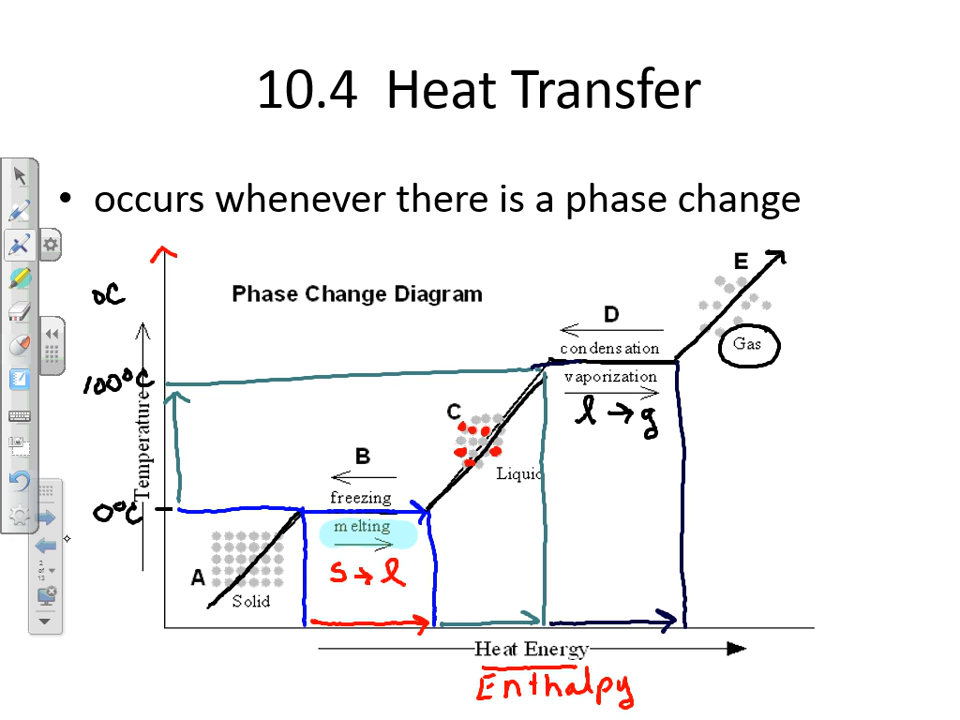 10.4 Heat Transfer
• occurs whenever there is a phase change
E
°C
Phase Change Diagram
D
Gas
condensation
100°C
vaporization
l → g
C
Temperature
B
Liquid
freezing
0°C
melting
A
s → l
Solid
Heat Energy
Enthalpy